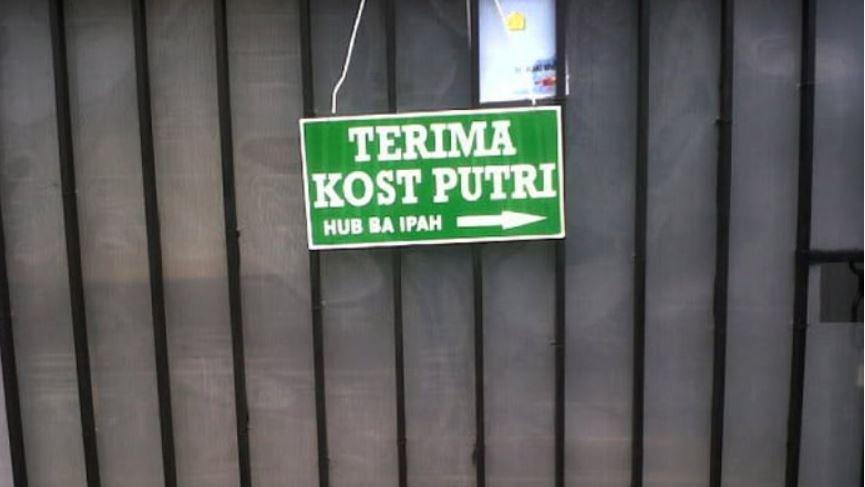 TERIMA
KOST PUTRI
HUB BA IPAH